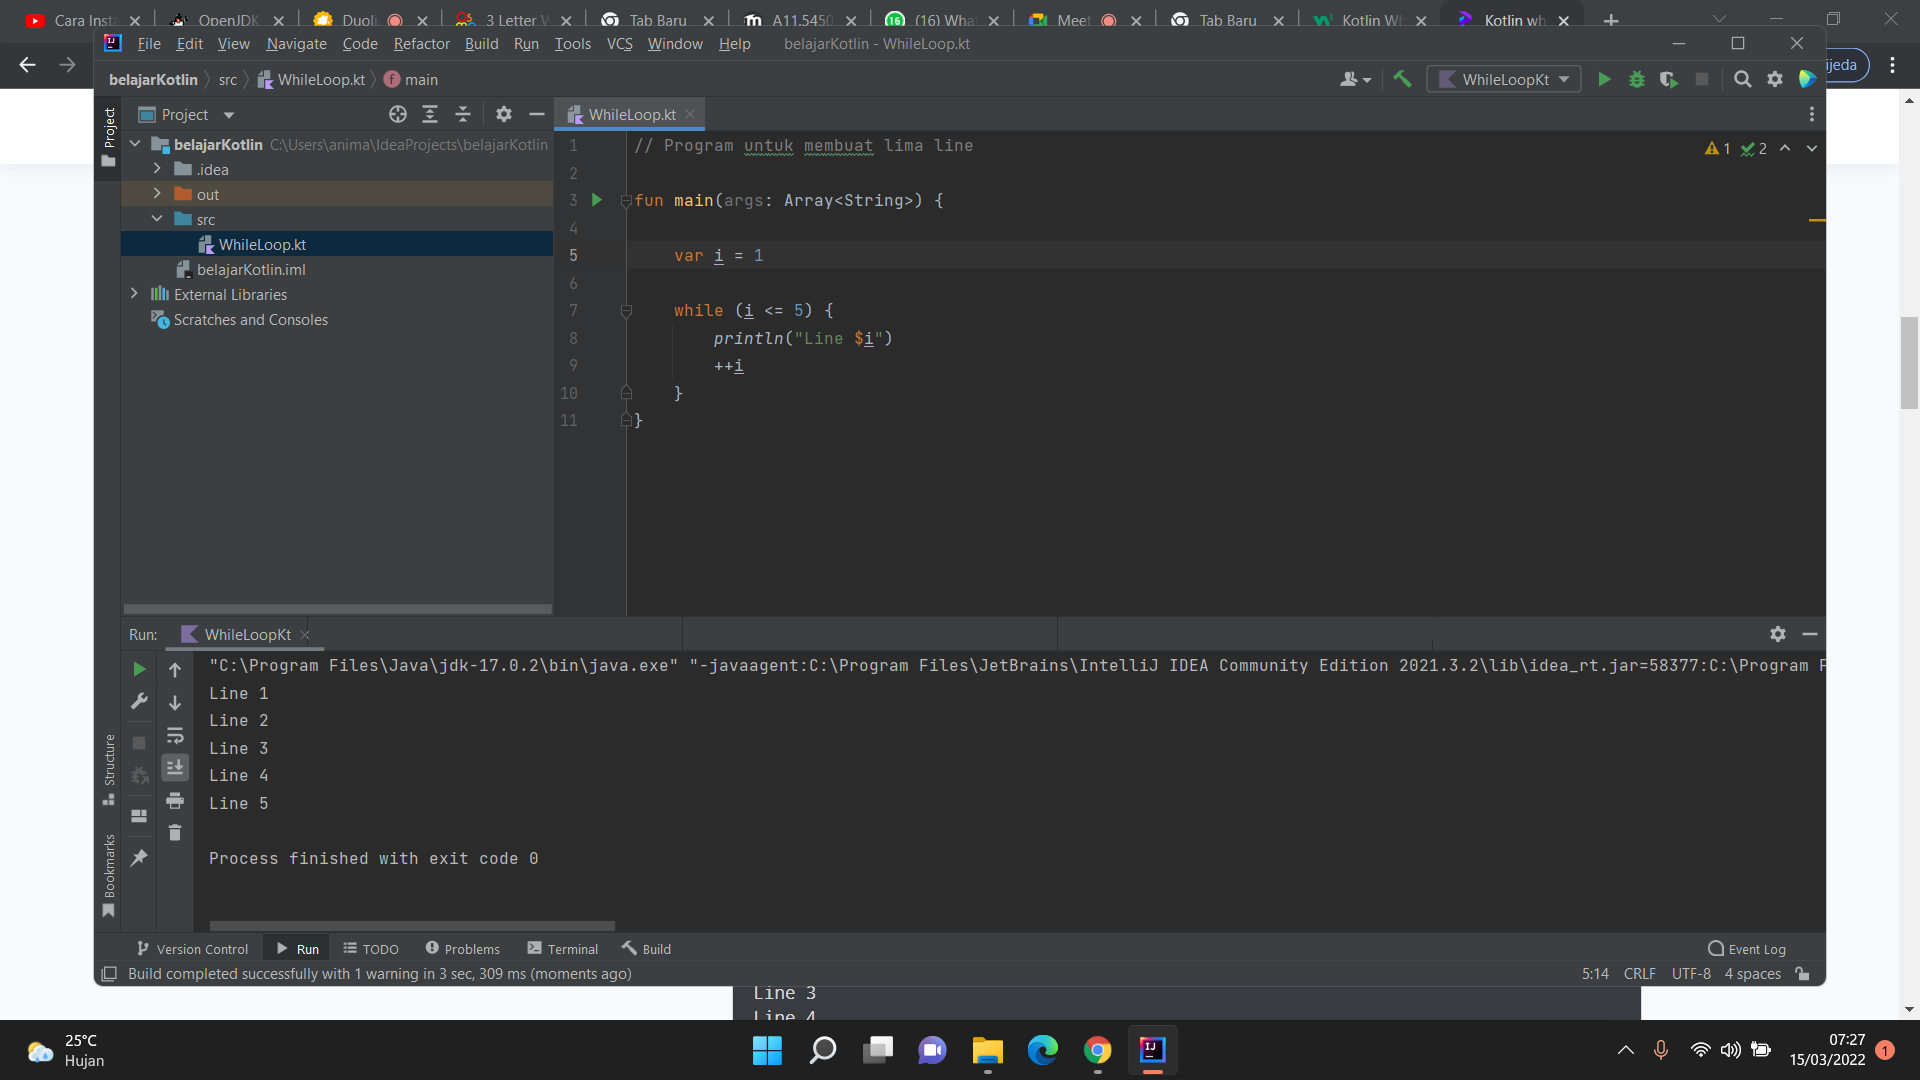 Cara Insta
OpenJDK
Duoli
3 Letter W
Tab Baru
A11.5450
(16) What
Meet
Tab Baru
Kotlin Wh
Kotlin wh
File Edit View Navigate Code Refactor Build Run Tools VCS Window Help belajarKotlin - WhileLoop.kt
ijeda
belajarKotlin src WhileLoop.kt main
WhileLoopKt
Project
Project
WhileLoop.kt
belajarKotlin C:\Users\anima\IdeaProjects\belajarKotlin
.idea
out
src
WhileLoop.kt
belajarKotlin.iml
External Libraries
Scratches and Consoles
1 // Program untuk membuat lima line
2
3 fun main(args: Array<String>) {
4
5 var i = 1
6
7 while (i <= 5) {
8 println("Line $i")
9 ++i
10 }
11 }
1 2
Run: WhileLoopKt
"C:\Program Files\Java\jdk-17.0.2\bin\java.exe" "-javaagent:C:\Program Files\JetBrains\IntelliJ IDEA Community Edition 2021.3.2\lib\idea_rt.jar=58377:C:\Program F
Line 1
Line 2
Line 3
Line 4
Line 5
Process finished with exit code 0
Structure
Bookmarks
Version Control Run TODO Problems Terminal Build Event Log
Build completed successfully with 1 warning in 3 sec, 309 ms (moments ago) 5:14 CRLF UTF-8 4 spaces
Line 3
Line 4
25°C
Hujan
07:27
15/03/2022
1